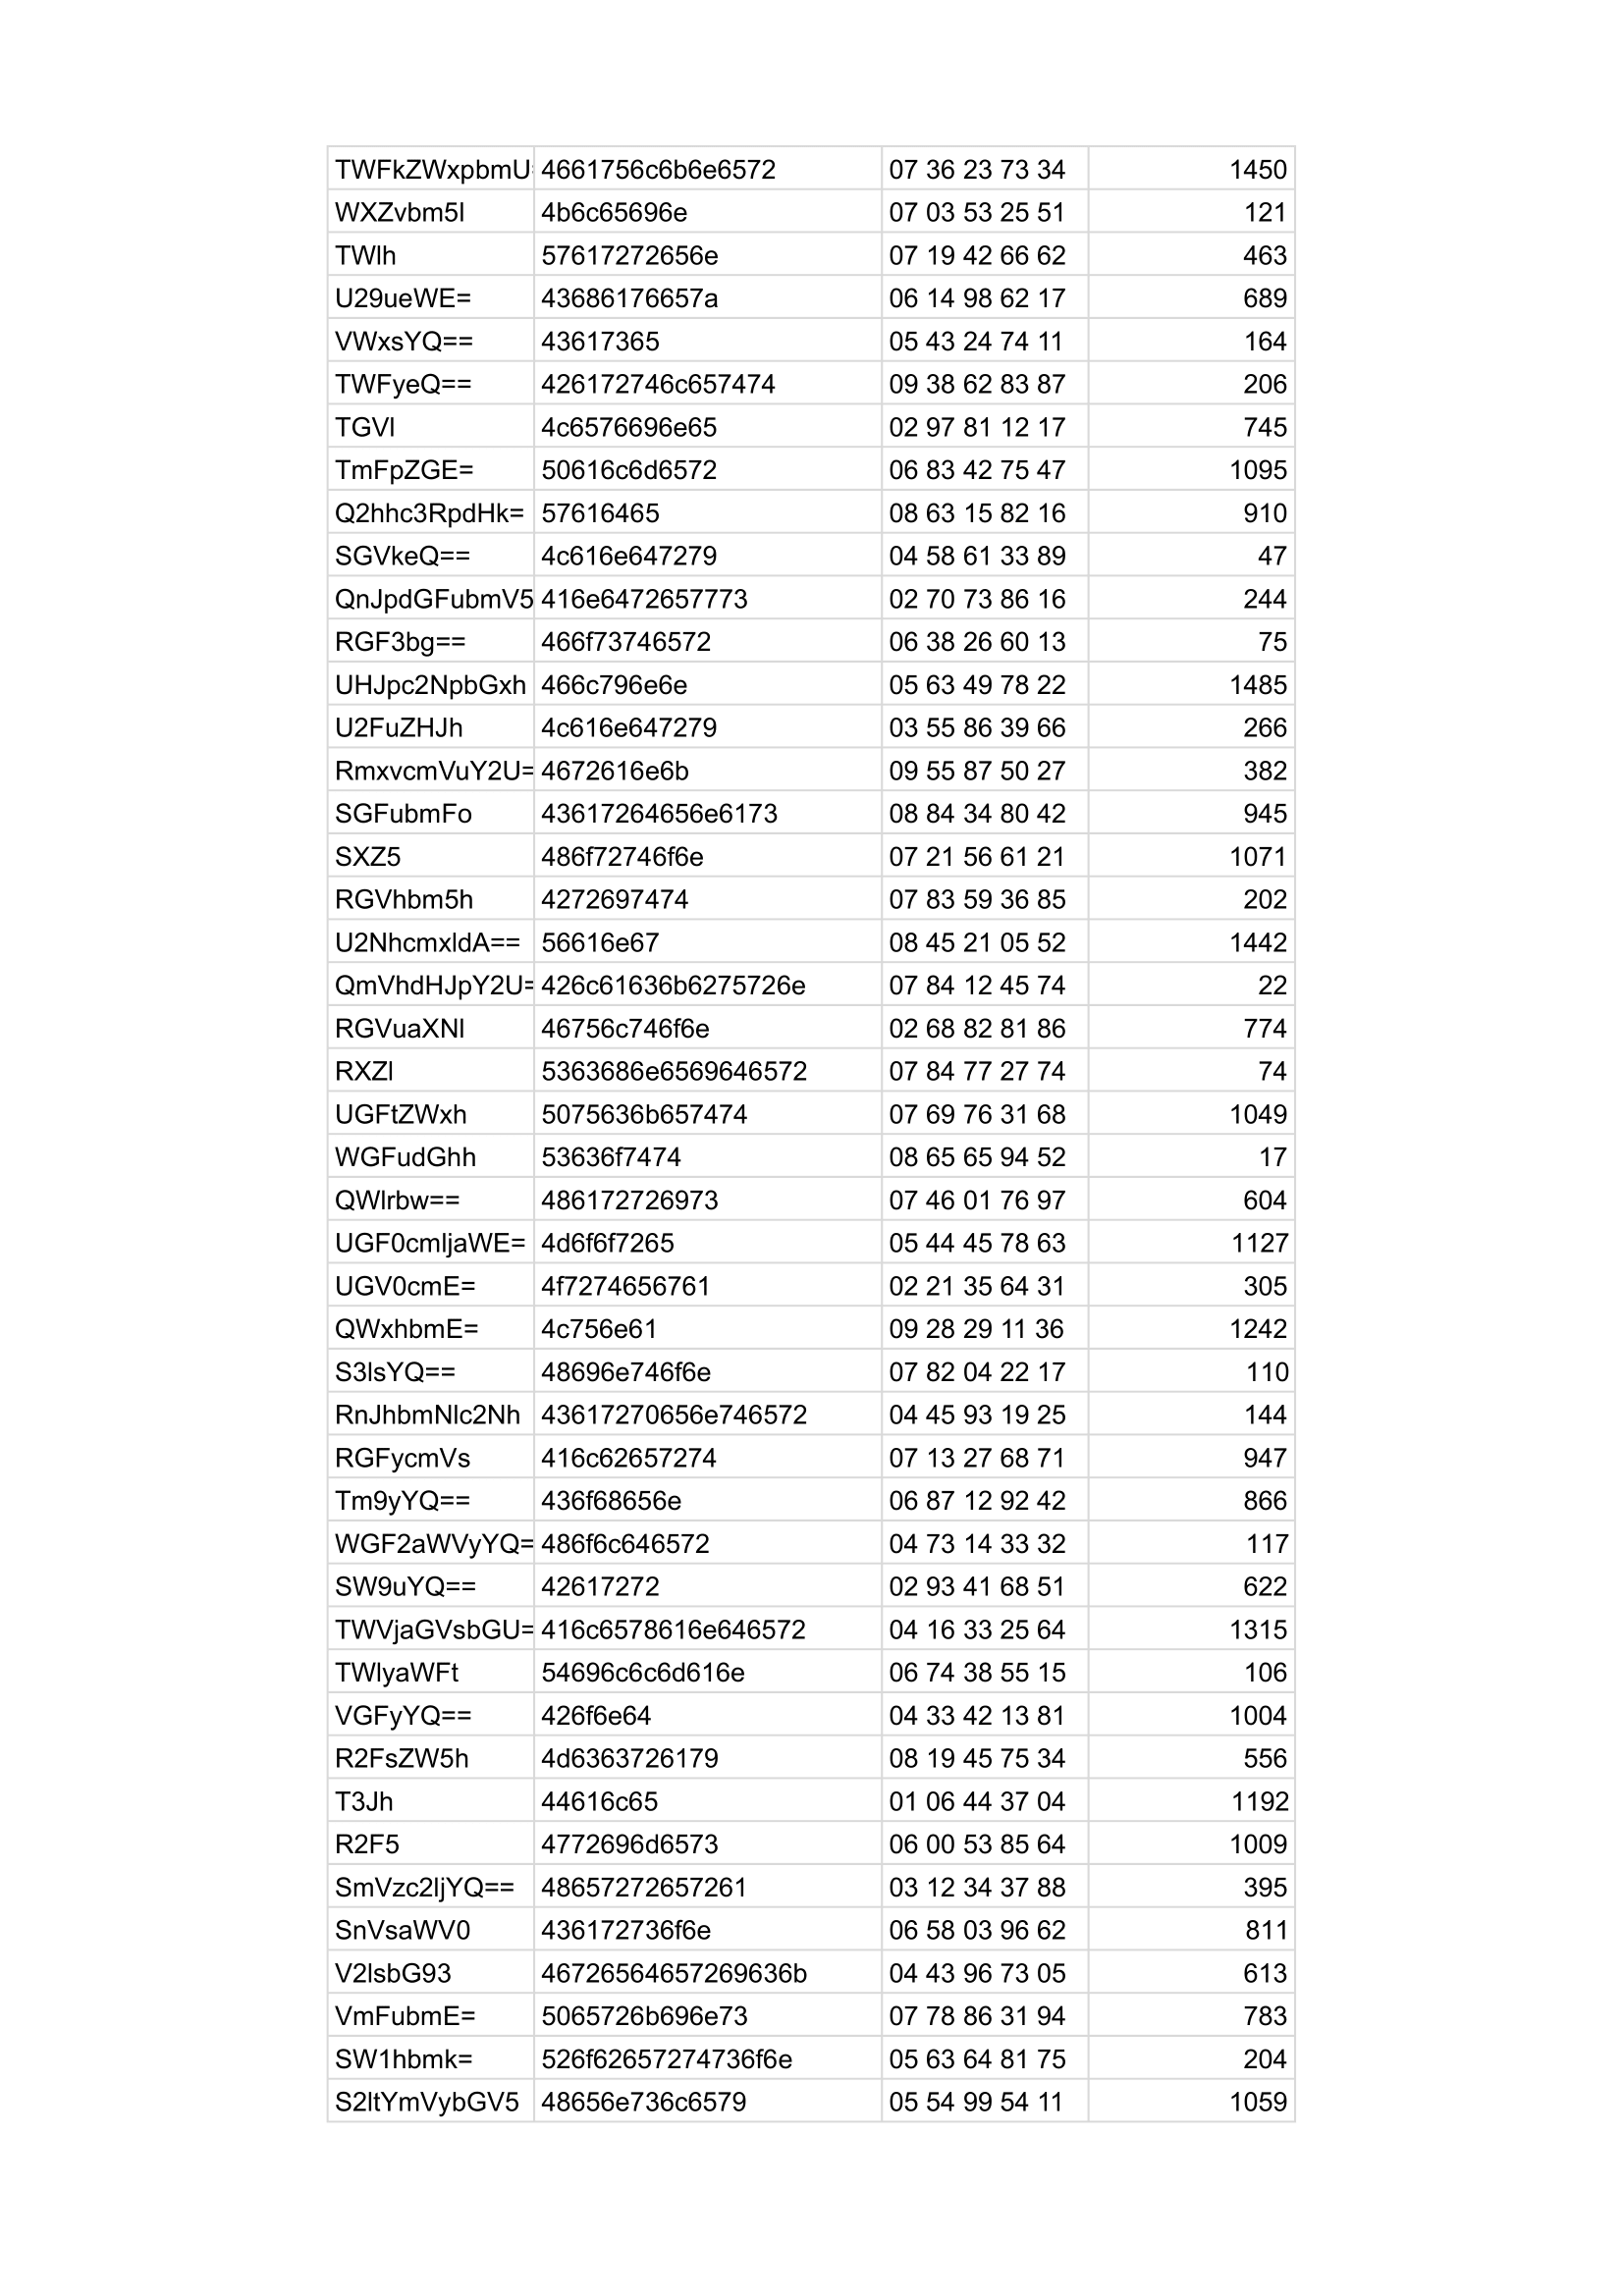 TWFkZWxpbmU= 4661756c6b6e6572 07 36 23 73 34 1450
WXZvbm5l 4b6c65696e 07 03 53 25 51 121
TWlh 57617272656e 07 19 42 66 62 463
U29ueWE= 43686176657a 06 14 98 62 17 689
VWxsYQ== 43617365 05 43 24 74 11 164
TWFyeQ== 426172746c657474 09 38 62 83 87 206
TGVl 4c6576696e65 02 97 81 12 17 745
TmFpZGE= 50616c6d6572 06 83 42 75 47 1095
Q2hhc3RpdHk= 57616465 08 63 15 82 16 910
SGVkeQ== 4c616e647279 04 58 61 33 89 47
QnJpdGFubmV5 416e6472657773 02 70 73 86 16 244
RGF3bg== 466f73746572 06 38 26 60 13 75
UHJpc2NpbGxh 466c796e6e 05 63 49 78 22 1485
U2FuZHJh 4c616e647279 03 55 86 39 66 266
RmxvcmVuY2U= 4672616e6b 09 55 87 50 27 382
SGFubmFo 43617264656e6173 08 84 34 80 42 945
SXZ5 486f72746f6e 07 21 56 61 21 1071
RGVhbm5h 4272697474 07 83 59 36 85 202
U2NhcmxldA== 56616e67 08 45 21 05 52 1442
QmVhdHJpY2U= 426c61636b6275726e 07 84 12 45 74 22
RGVuaXNl 46756c746f6e 02 68 82 81 86 774
RXZl 5363686e6569646572 07 84 77 27 74 74
UGFtZWxh 5075636b657474 07 69 76 31 68 1049
WGFudGhh 53636f7474 08 65 65 94 52 17
QWlrbw== 486172726973 07 46 01 76 97 604
UGF0cmljaWE= 4d6f6f7265 05 44 45 78 63 1127
UGV0cmE= 4f7274656761 02 21 35 64 31 305
QWxhbmE= 4c756e61 09 28 29 11 36 1242
S3lsYQ== 48696e746f6e 07 82 04 22 17 110
RnJhbmNlc2Nh 43617270656e746572 04 45 93 19 25 144
RGFycmVs 416c62657274 07 13 27 68 71 947
Tm9yYQ== 436f68656e 06 87 12 92 42 866
WGF2aWVyYQ= 486f6c646572 04 73 14 33 32 117
SW9uYQ== 42617272 02 93 41 68 51 622
TWVjaGVsbGU= 416c6578616e646572 04 16 33 25 64 1315
TWlyaWFt 54696c6c6d616e 06 74 38 55 15 106
VGFyYQ== 426f6e64 04 33 42 13 81 1004
R2FsZW5h 4d6363726179 08 19 45 75 34 556
T3Jh 44616c65 01 06 44 37 04 1192
R2F5 4772696d6573 06 00 53 85 64 1009
SmVzc2ljYQ== 48657272657261 03 12 34 37 88 395
SnVsaWV0 436172736f6e 06 58 03 96 62 811
V2lsbG93 46726564657269636b 04 43 96 73 05 613
VmFubmE= 5065726b696e73 07 78 86 31 94 783
SW1hbmk= 526f62657274736f6e 05 63 64 81 75 204
S2ltYmVybGV5 48656e736c6579 05 54 99 54 11 1059